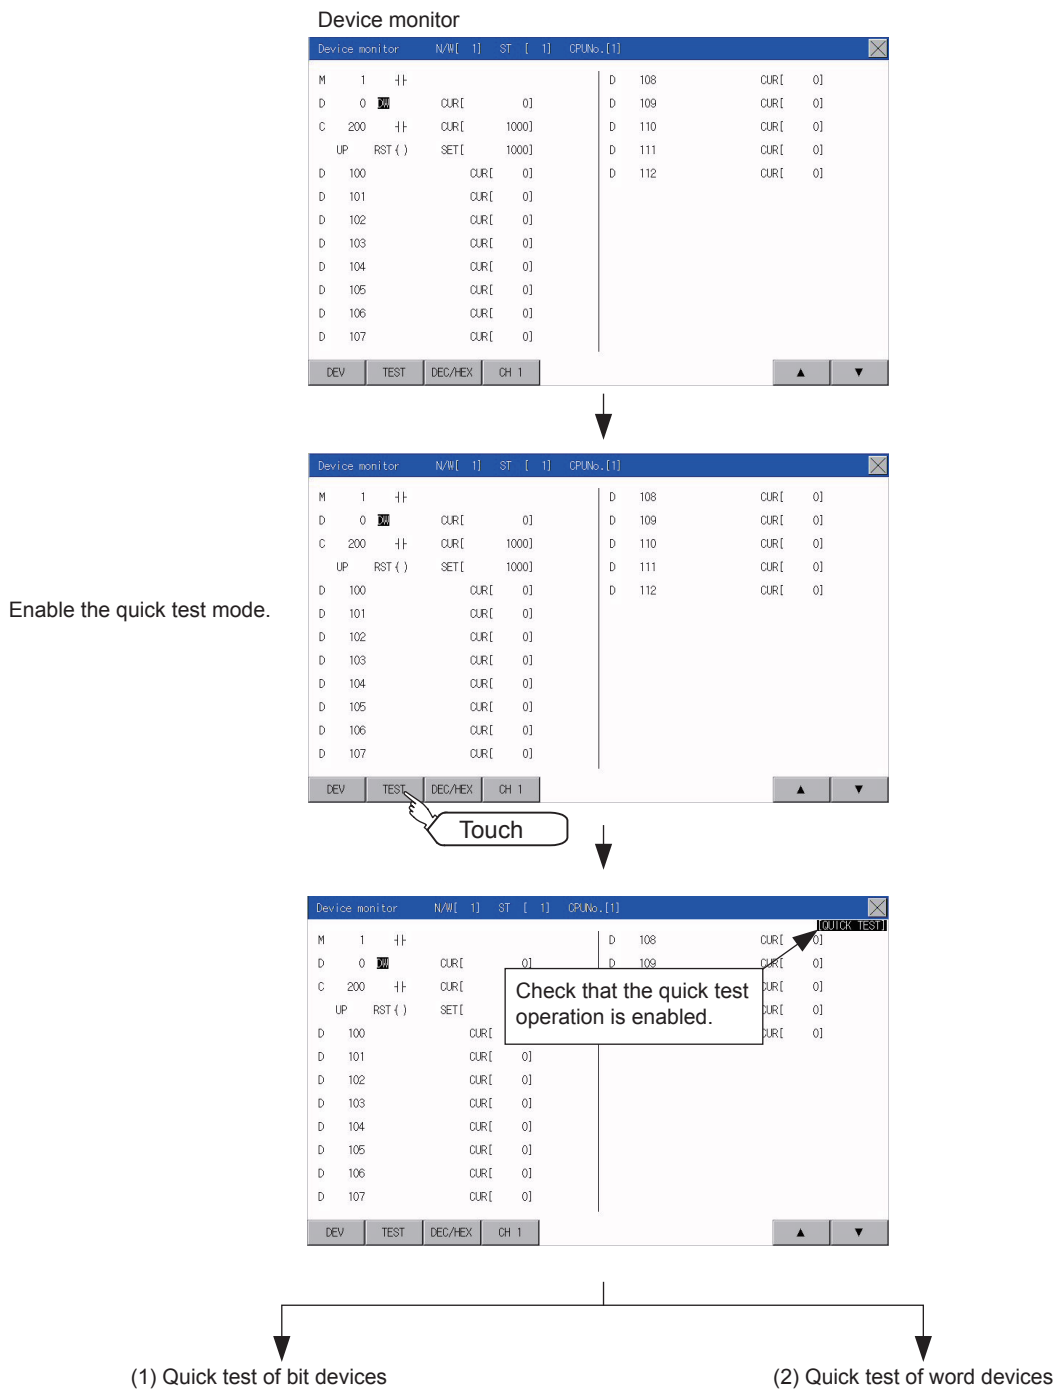 Device monitor
Device monitor N/W[ 1] ST [ 1] CPUNo.[1]
M 1 ⊣⊢ D 108 CUR[ 0]
D 0 DW CUR[ 0] D 109 CUR[ 0]
C 200 ⊣⊢ CUR[ 1000] D 110 CUR[ 0]
UP RST{ } SET[ 1000] D 111 CUR[ 0]
D 100 CUR[ 0] D 112 CUR[ 0]
D 101 CUR[ 0]
D 102 CUR[ 0]
D 103 CUR[ 0]
D 104 CUR[ 0]
D 105 CUR[ 0]
D 106 CUR[ 0]
D 107 CUR[ 0]
DEV TEST DEC/HEX CH 1 ▲ ▼
Device monitor N/W[ 1] ST [ 1] CPUNo.[1]
M 1 ⊣⊢ D 108 CUR[ 0]
D 0 DW CUR[ 0] D 109 CUR[ 0]
C 200 ⊣⊢ CUR[ 1000] D 110 CUR[ 0]
UP RST{ } SET[ 1000] D 111 CUR[ 0]
D 100 CUR[ 0] D 112 CUR[ 0]
Enable the quick test mode.
D 101 CUR[ 0]
D 102 CUR[ 0]
D 103 CUR[ 0]
D 104 CUR[ 0]
D 105 CUR[ 0]
D 106 CUR[ 0]
D 107 CUR[ 0]
DEV TEST DEC/HEX CH 1 ▲ ▼
Touch
Device monitor N/W[ 1] ST [ 1] CPUNo.[1]
[QUICK TEST]
M 1 ⊣⊢ D 108 CUR[ 0]
D 0 DW CUR[ 0] D 109 CUR[ 0]
C 200 ⊣⊢ CUR[ CUR[ 0]
UP RST{ } SET[ CUR[ 0]
D 100 CUR[ CUR[ 0]
Check that the quick test
operation is enabled.
D 101 CUR[ 0]
D 102 CUR[ 0]
D 103 CUR[ 0]
D 104 CUR[ 0]
D 105 CUR[ 0]
D 106 CUR[ 0]
D 107 CUR[ 0]
DEV TEST DEC/HEX CH 1 ▲ ▼
(1) Quick test of bit devices
(2) Quick test of word devices